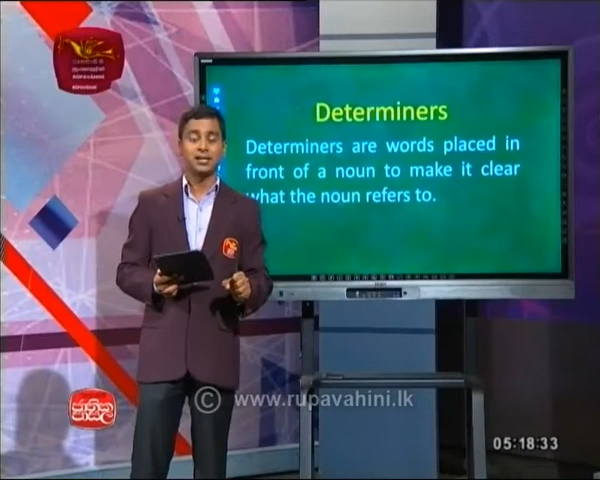 Determiners
Determiners are words placed in
front of a noun to make it clear
what the noun refers to.
© www.rupavahini.lk
05:18:33